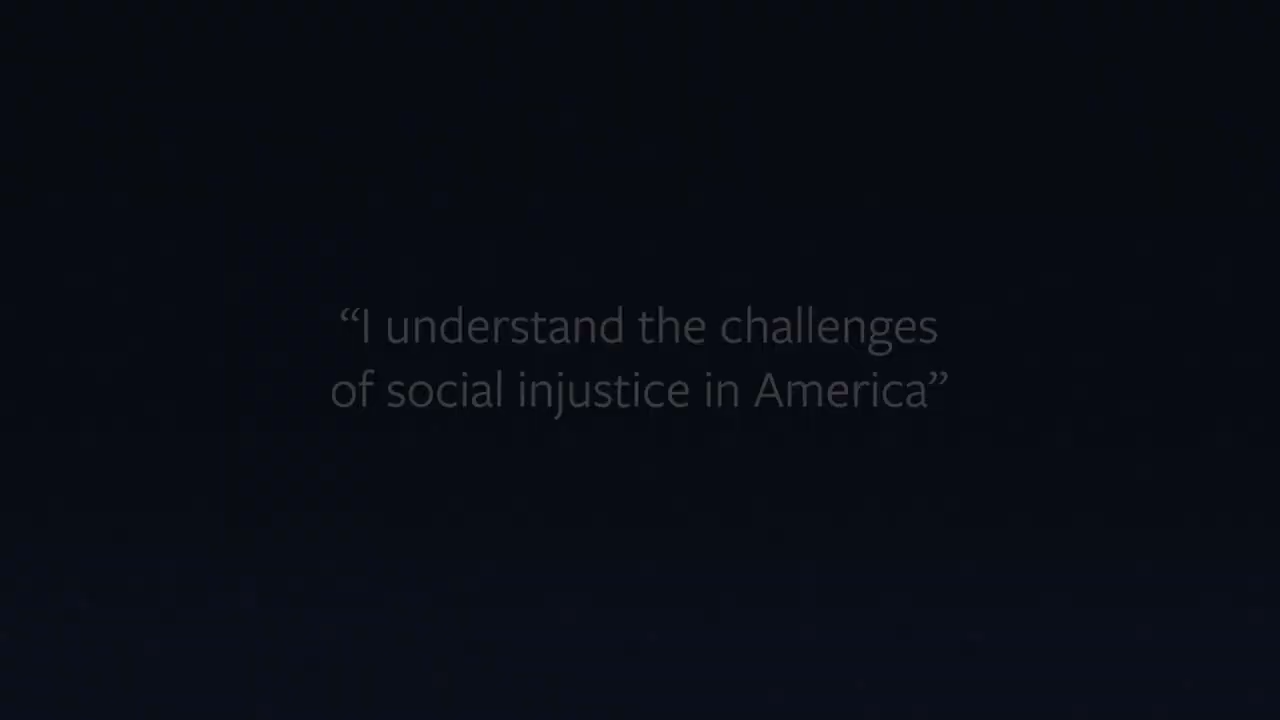 “I understand the challenges
of social injustice in America”